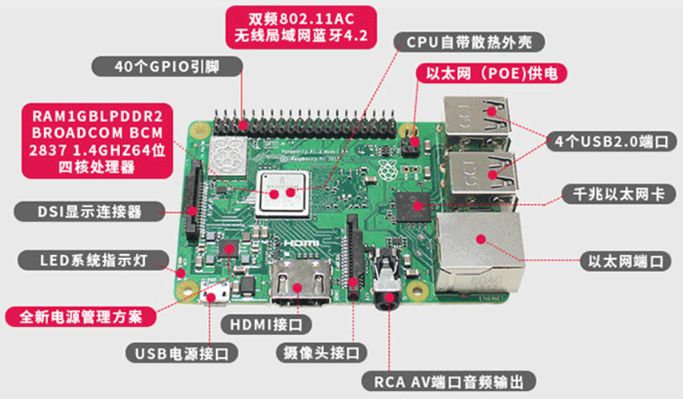 双频802.11AC
无线局域网蓝牙4.2
CPU自带散热外壳
40个GPIO引脚
以太网（POE)供电
RAM1GBLPDDR2
BROADCOM BCM
2837 1.4GHZ64位
四核处理器
4个USB2.0端口
千兆以太网卡
DSI显示连接器
HDMI
LED系统指示灯
以太网端口
全新电源管理方案
HDMI接口
USB电源接口
摄像头接口
RCA AV端口音频输出